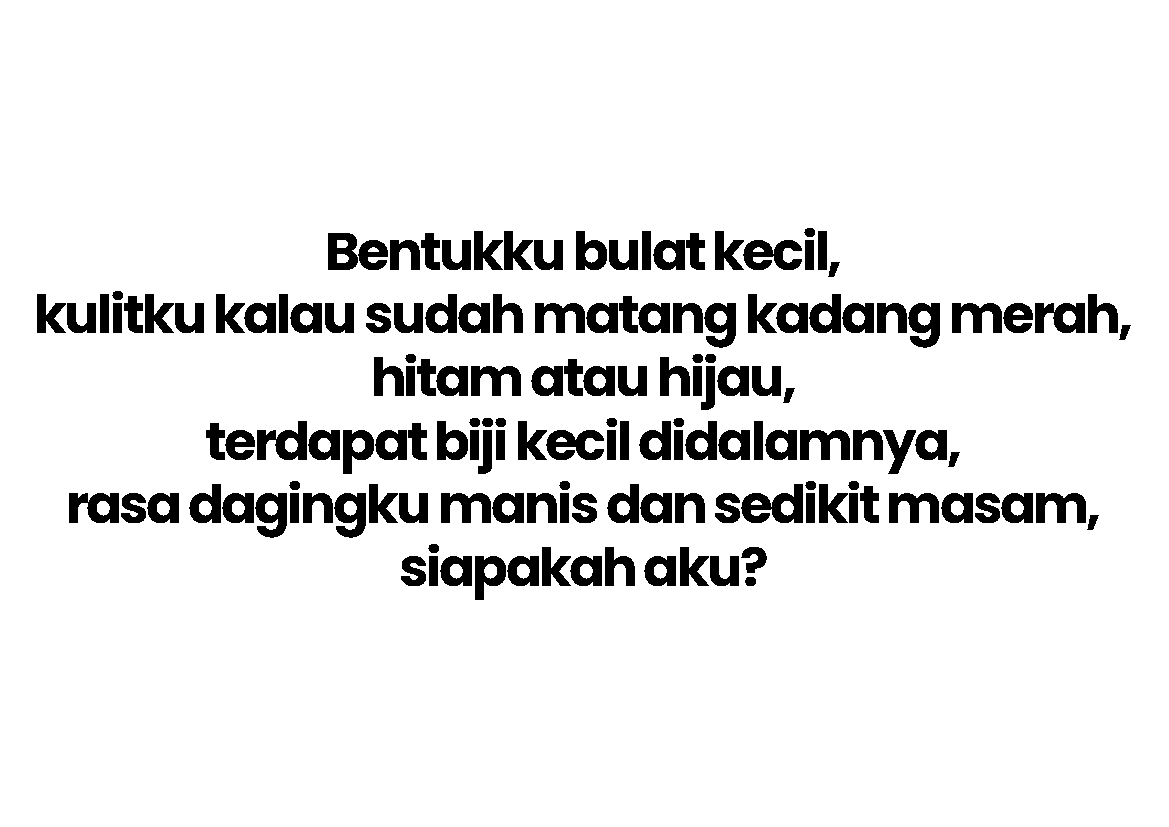 Bentukku bulat kecil,
kulitku kalau sudah matang kadang merah,
hitam atau hijau,
terdapat biji kecil didalamnya,
rasa dagingku manis dan sedikit masam,
siapakah aku?